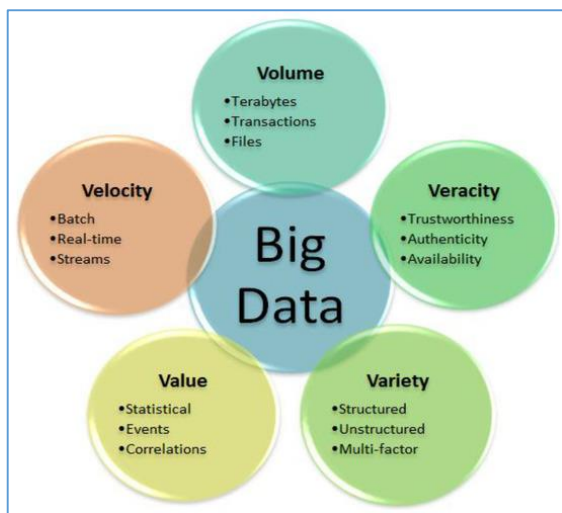 Volume
•Terabytes
•Transactions
•Files
Velocity
•Batch
•Real-time
•Streams
Veracity
•Trustworthiness
•Authenticity
•Availability
Big
Data
Value
•Statistical
•Events
•Correlations
Variety
•Structured
•Unstructured
•Multi-factor